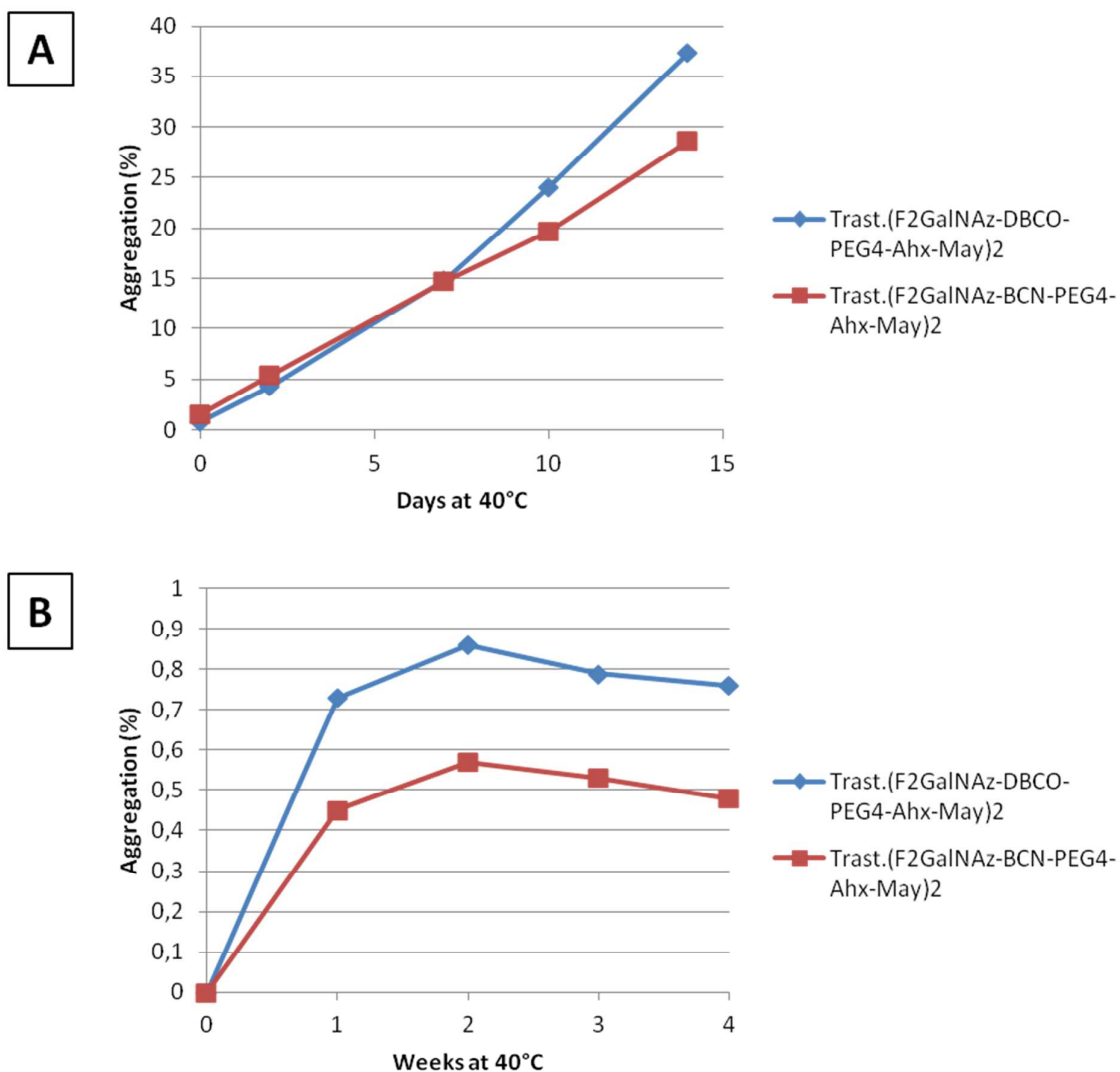 A
Aggregation (%)
40
35
30
25
20
15
10
5
0
0 5 10 15
Days at 40°C
Trast.(F2GalNAz-DBCO-
PEG4-Ahx-May)2
Trast.(F2GalNAz-BCN-PEG4-
Ahx-May)2
B
Aggregation (%)
1
0,9
0,8
0,7
0,6
0,5
0,4
0,3
0,2
0,1
0
0 1 2 3 4
Weeks at 40°C
Trast.(F2GalNAz-DBCO-
PEG4-Ahx-May)2
Trast.(F2GalNAz-BCN-PEG4-
Ahx-May)2